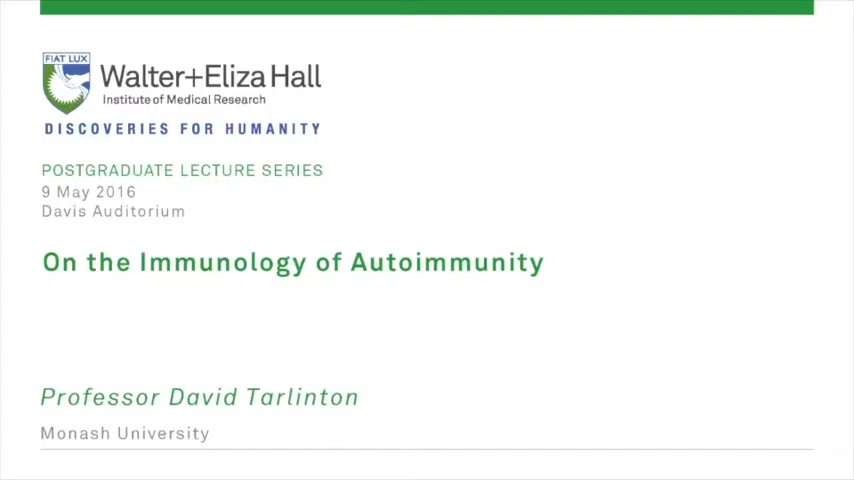 FIAT LUX
Walter+Eliza Hall
Institute of Medical Research
DISCOVERIES FOR HUMANITY
POSTGRADUATE LECTURE SERIES
9 May 2016
Davis Auditorium
On the Immunology of Autoimmunity
Professor David Tarlinton
Monash University